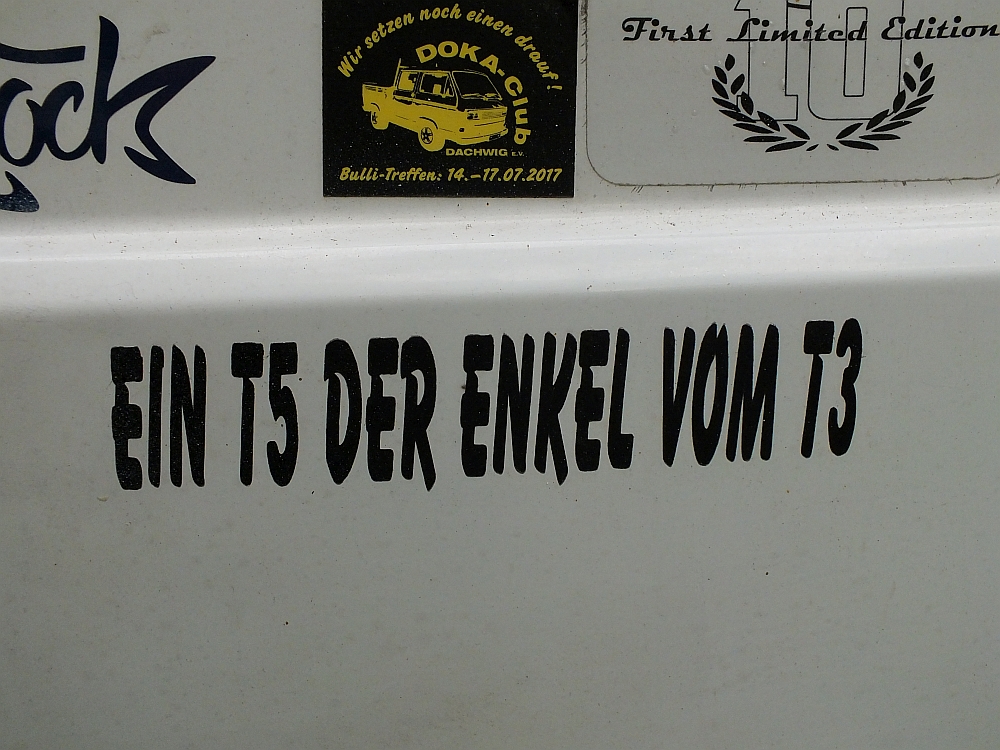 Wir setzen noch einen drauf!
DOKA-Club
DACHWIG E.V.
Bulli-Treffen: 14.–17.07.2017
10
First Limited Edition
EIN T5 DER ENKEL VOM T3